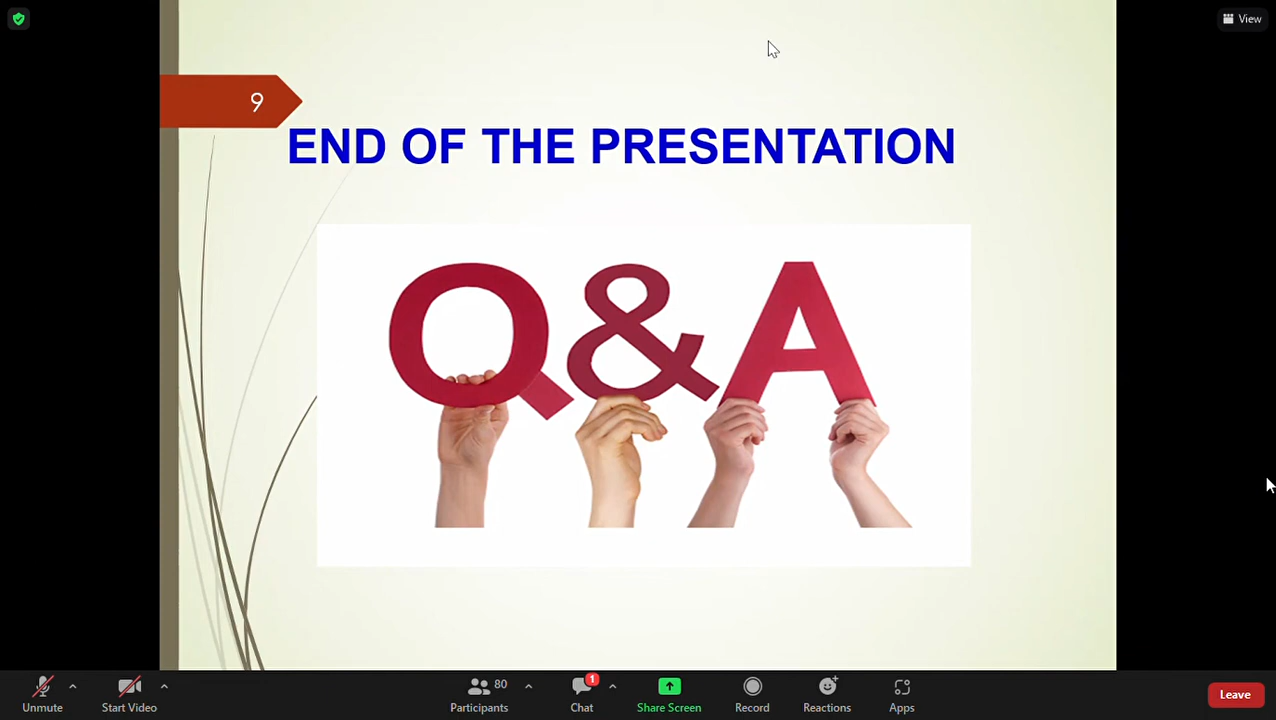 View
9
END OF THE PRESENTATION
Q&A
80
1
Unmute
Start Video
Participants
Chat
Share Screen
Record
Reactions
Apps
Leave